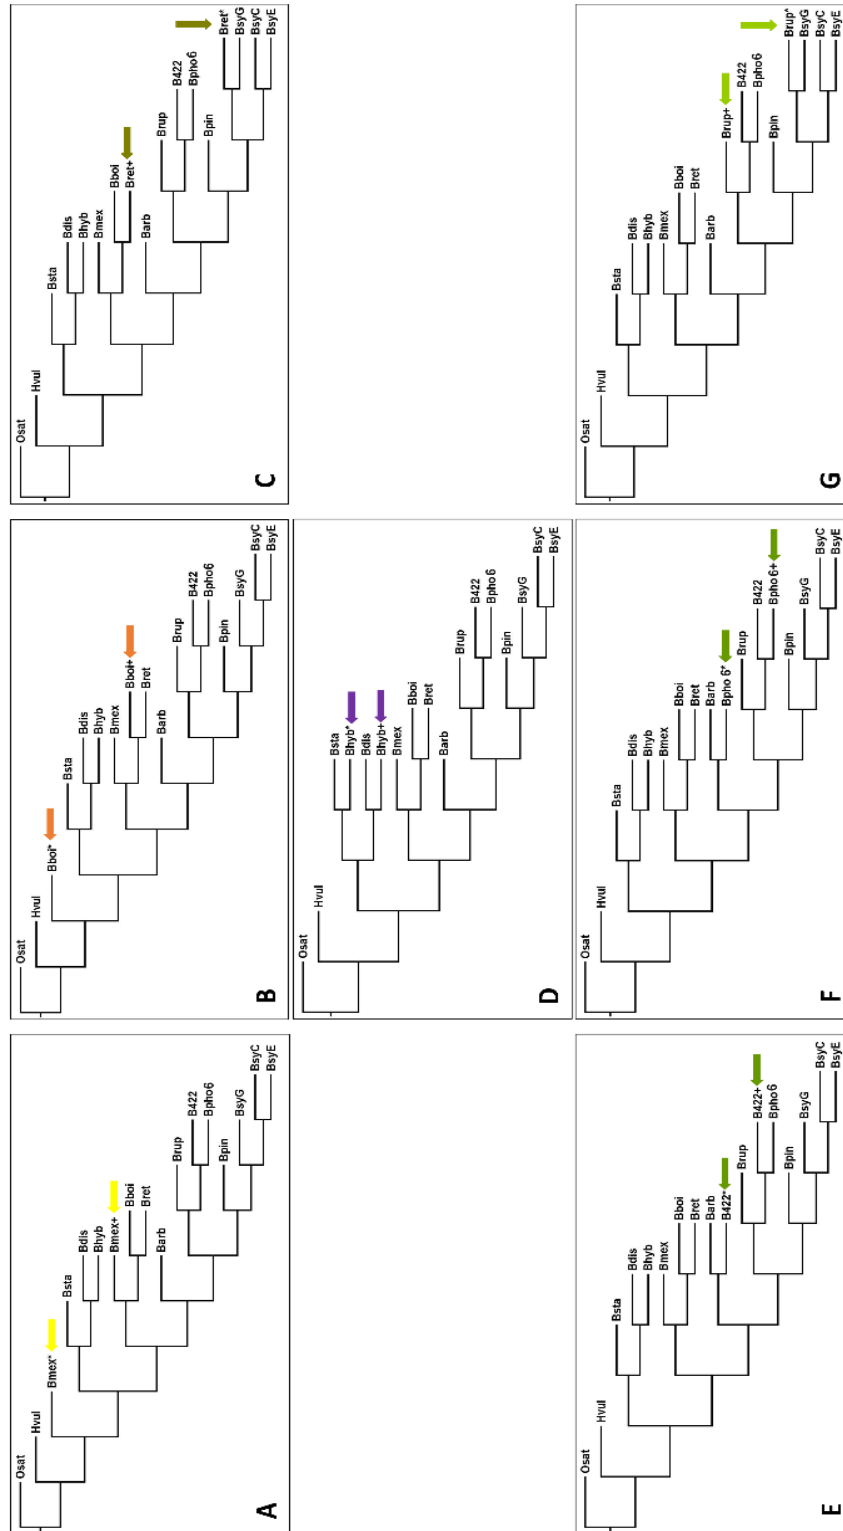 A
Osat
Hvul
Bmex*
Bsta
Bdis
Bhyb
Bmex+
Bboi
Bret
Barb
Brup
B422
Bpho6
Bpin
BsyG
BsyC
BsyE
B
Osat
Hvul
Bboi*
Bsta
Bdis
Bhyb
Bmex
Bboi+
Bret
Barb
Brup
B422
Bpho6
Bpin
BsyG
BsyC
BsyE
C
Osat
Hvul
Bsta
Bdis
Bhyb
Bmex
Bboi
Bret+
Barb
Brup
B422
Bpho6
Bpin
Bret*
BsyG
BsyC
BsyE
D
Osat
Hvul
Bsta
Bhyb*
Bdis
Bhyb+
Bmex
Bboi
Bret
Barb
Brup
B422
Bpho6
Bpin
BsyG
BsyC
BsyE
E
Osat
Hvul
Bsta
Bdis
Bhyb
Bmex
Bboi
Bret
Barb
B422*
Brup
B422+
Bpho6
Bpin
BsyG
BsyC
BsyE
F
Osat
Hvul
Bsta
Bdis
Bhyb
Bmex
Bboi
Bret
Barb
Bpho 6*
Brup
B422
Bpho 6+
Bpin
BsyG
BsyC
BsyE
G
Osat
Hvul
Bsta
Bdis
Bhyb
Bmex
Bboi
Bret
Barb
Brup+
B422
Bpho6
Bpin
Brup*
BsyG
BsyC
BsyE